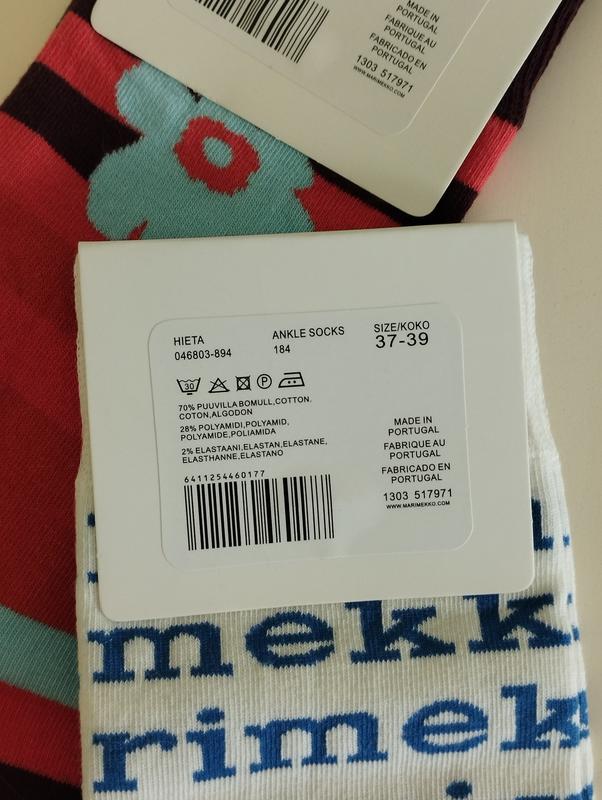 MADE IN
PORTUGAL
FABRIQUE AU
PORTUGAL
FABRICADO EN
PORTUGAL
1303 517971
WWW.MARIMEKKO.COM
HIETA
046803-894
ANKLE SOCKS
184
SIZE/KOKO
37-39
30
P
70% PUUVILLA BOMULL,COTTON,
COTON,ALGODON
28% POLYAMIDI,POLYAMID,
POLYAMIDE,POLIAMIDA
2% ELASTAANI,ELASTAN,ELASTANE,
ELASTHANNE,ELASTANO
6411254460177
MADE IN
PORTUGAL
FABRIQUE AU
PORTUGAL
FABRICADO EN
PORTUGAL
1303 517971
WWW.MARIMEKKO.COM
mekk
rimek